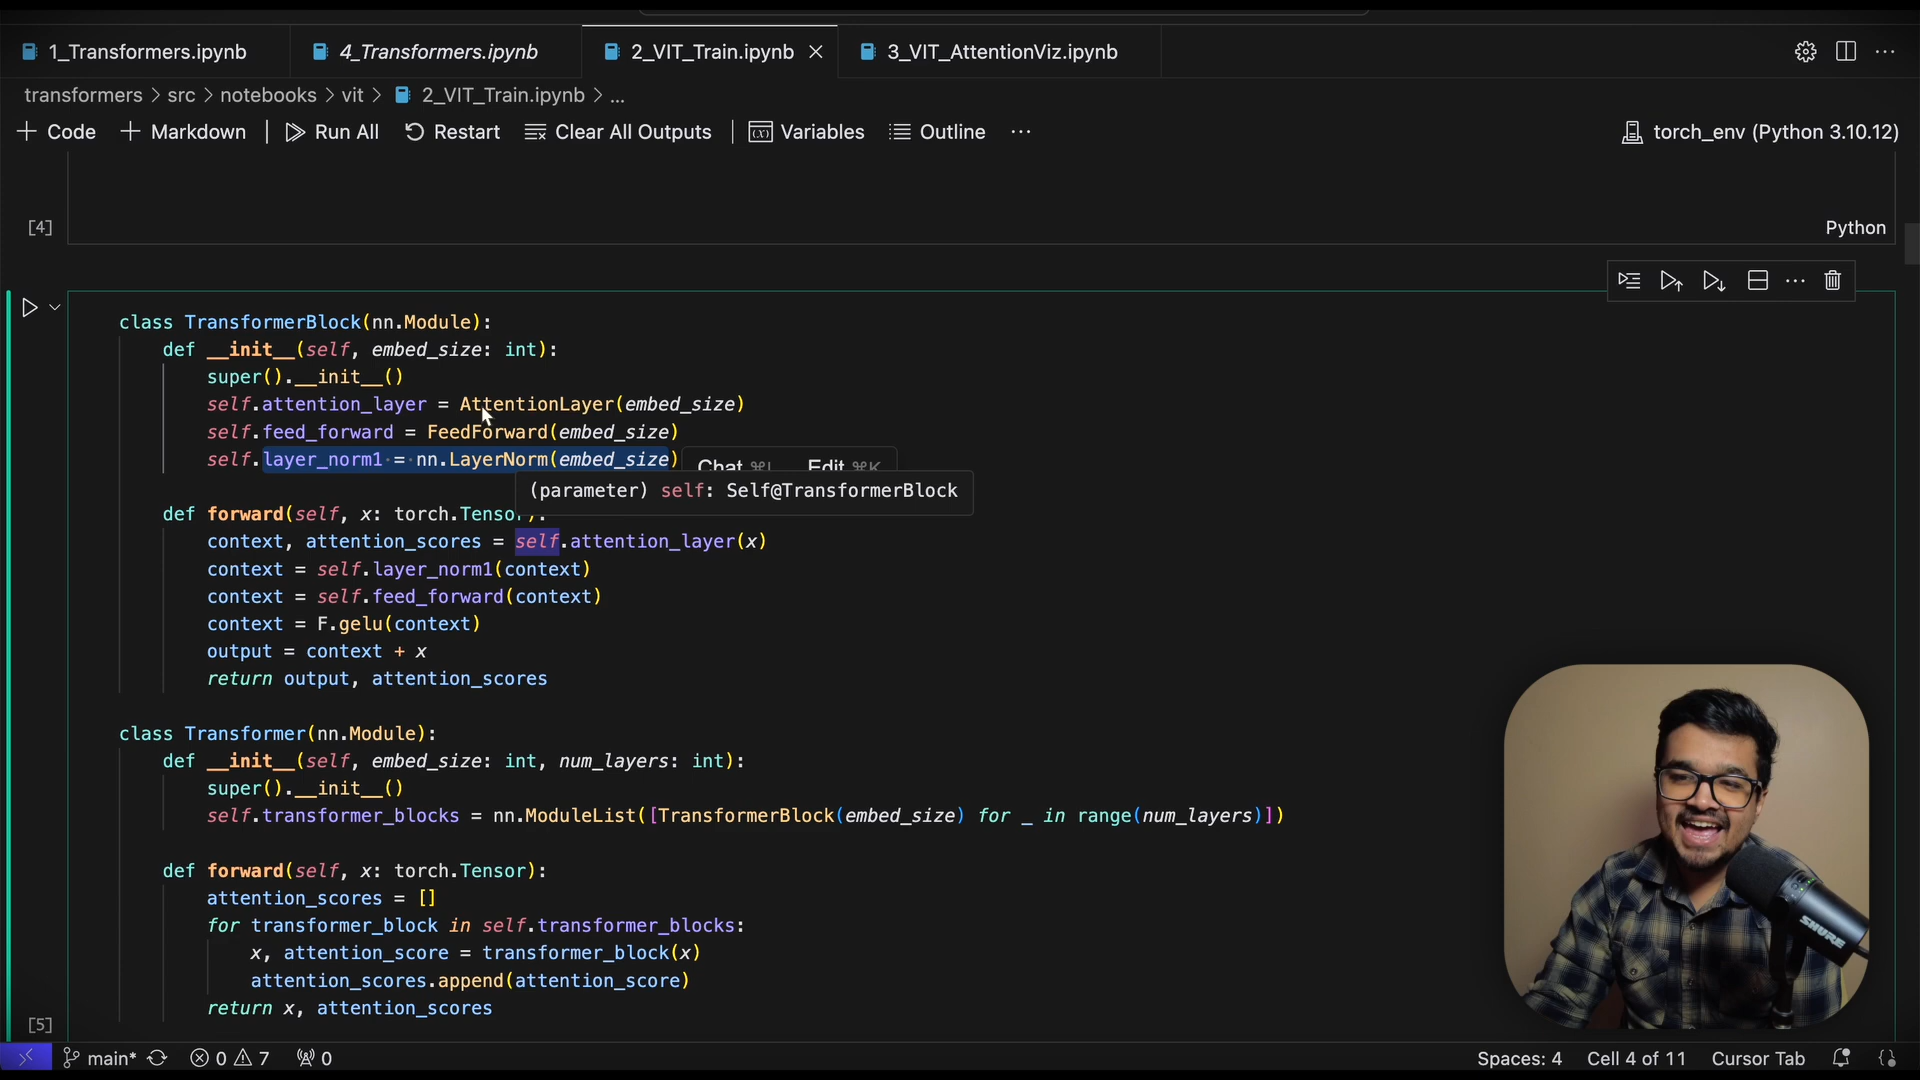 1_Transformers.ipynb
4_Transformers.ipynb
2_VIT_Train.ipynb
3_VIT_AttentionViz.ipynb
transformers > src > notebooks > vit > 2_VIT_Train.ipynb > ...
+ Code + Markdown | Run All Restart Clear All Outputs | Variables Outline ... torch_env (Python 3.10.12)
[4]
Python
class TransformerBlock(nn.Module):
def __init__(self, embed_size: int):
super().__init__()
self.attention_layer = AttentionLayer(embed_size)
self.feed_forward = FeedForward(embed_size)
self.layer_norm1 = nn.LayerNorm(embed_size)
Chat ⌘L Edit ⌘K
(parameter) self: Self@TransformerBlock
def forward(self, x: torch.Tensor):
context, attention_scores = self.attention_layer(x)
context = self.layer_norm1(context)
context = self.feed_forward(context)
context = F.gelu(context)
output = context + x
return output, attention_scores
class Transformer(nn.Module):
def __init__(self, embed_size: int, num_layers: int):
super().__init__()
self.transformer_blocks = nn.ModuleList([TransformerBlock(embed_size) for _ in range(num_layers)])
def forward(self, x: torch.Tensor):
attention_scores = []
for transformer_block in self.transformer_blocks:
x, attention_score = transformer_block(x)
attention_scores.append(attention_score)
return x, attention_scores
[5]
SHURE
main* 0 7 0 Spaces: 4 Cell 4 of 11 Cursor Tab